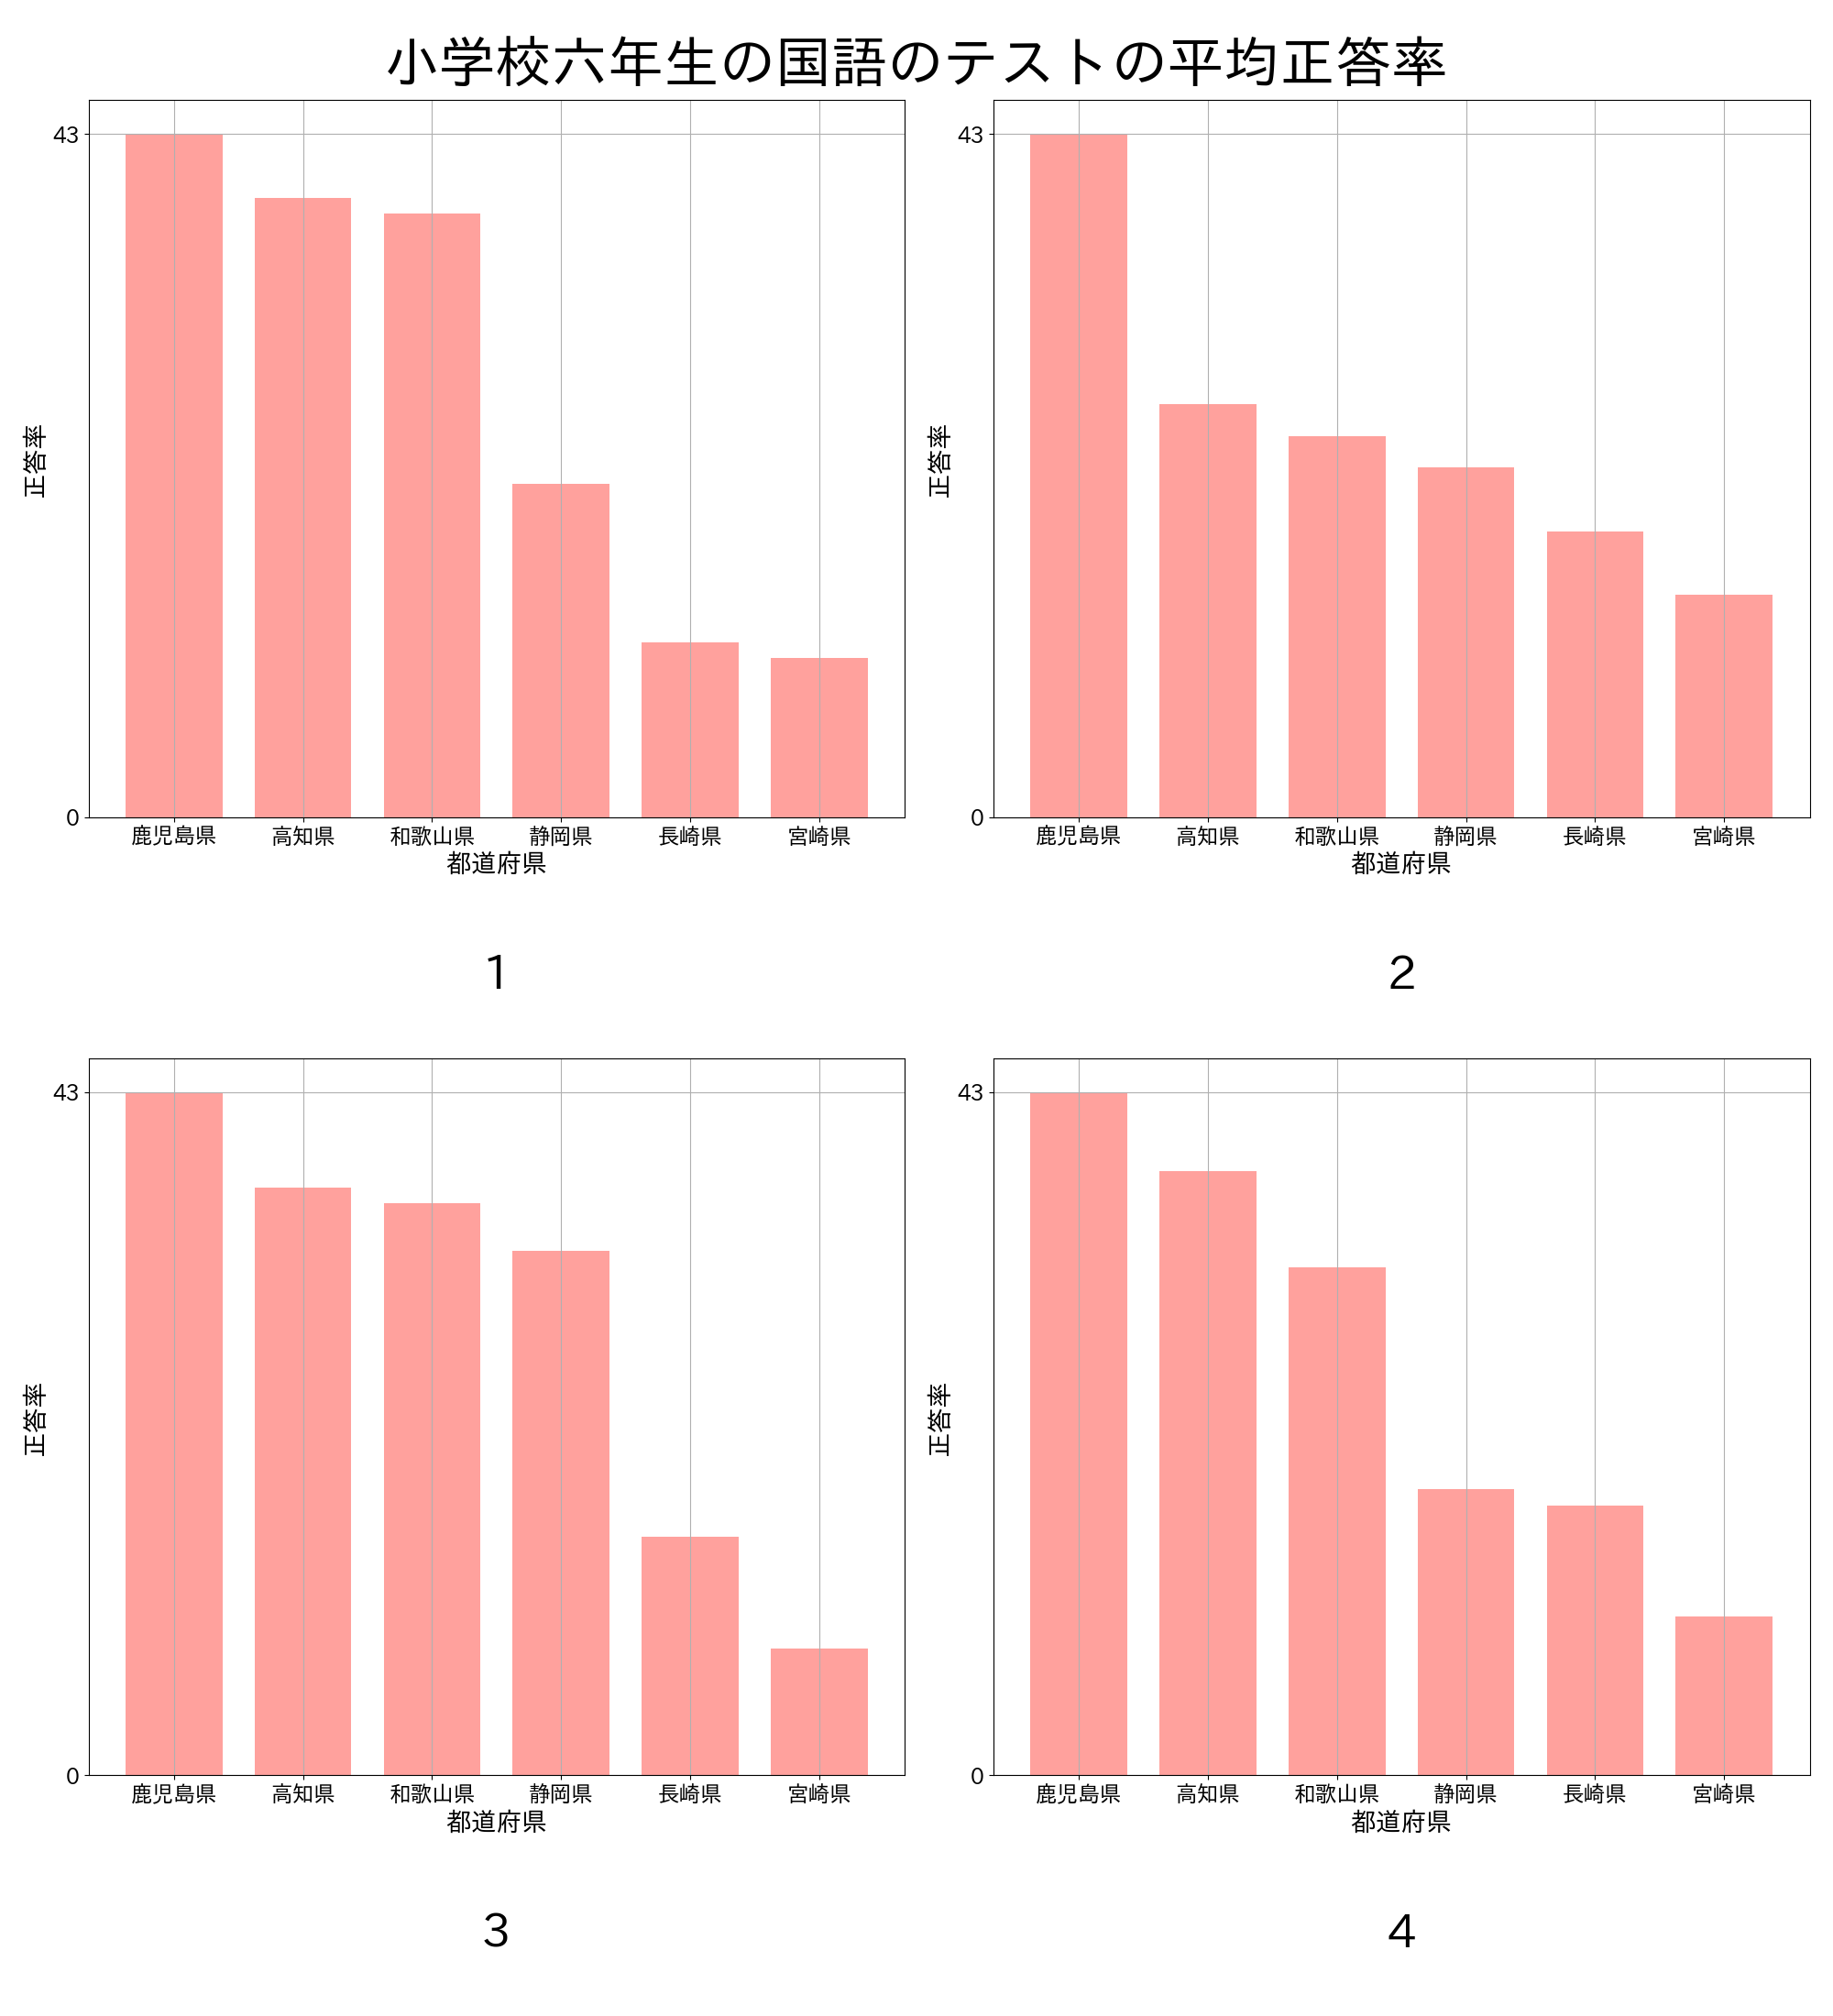 小学校六年生の国語のテストの平均正答率
43
0
正答率
鹿児島県 高知県 和歌山県 静岡県 長崎県 宮崎県
都道府県
1
43
0
正答率
鹿児島県 高知県 和歌山県 静岡県 長崎県 宮崎県
都道府県
2
43
0
正答率
鹿児島県 高知県 和歌山県 静岡県 長崎県 宮崎県
都道府県
3
43
0
正答率
鹿児島県 高知県 和歌山県 静岡県 長崎県 宮崎県
都道府県
4